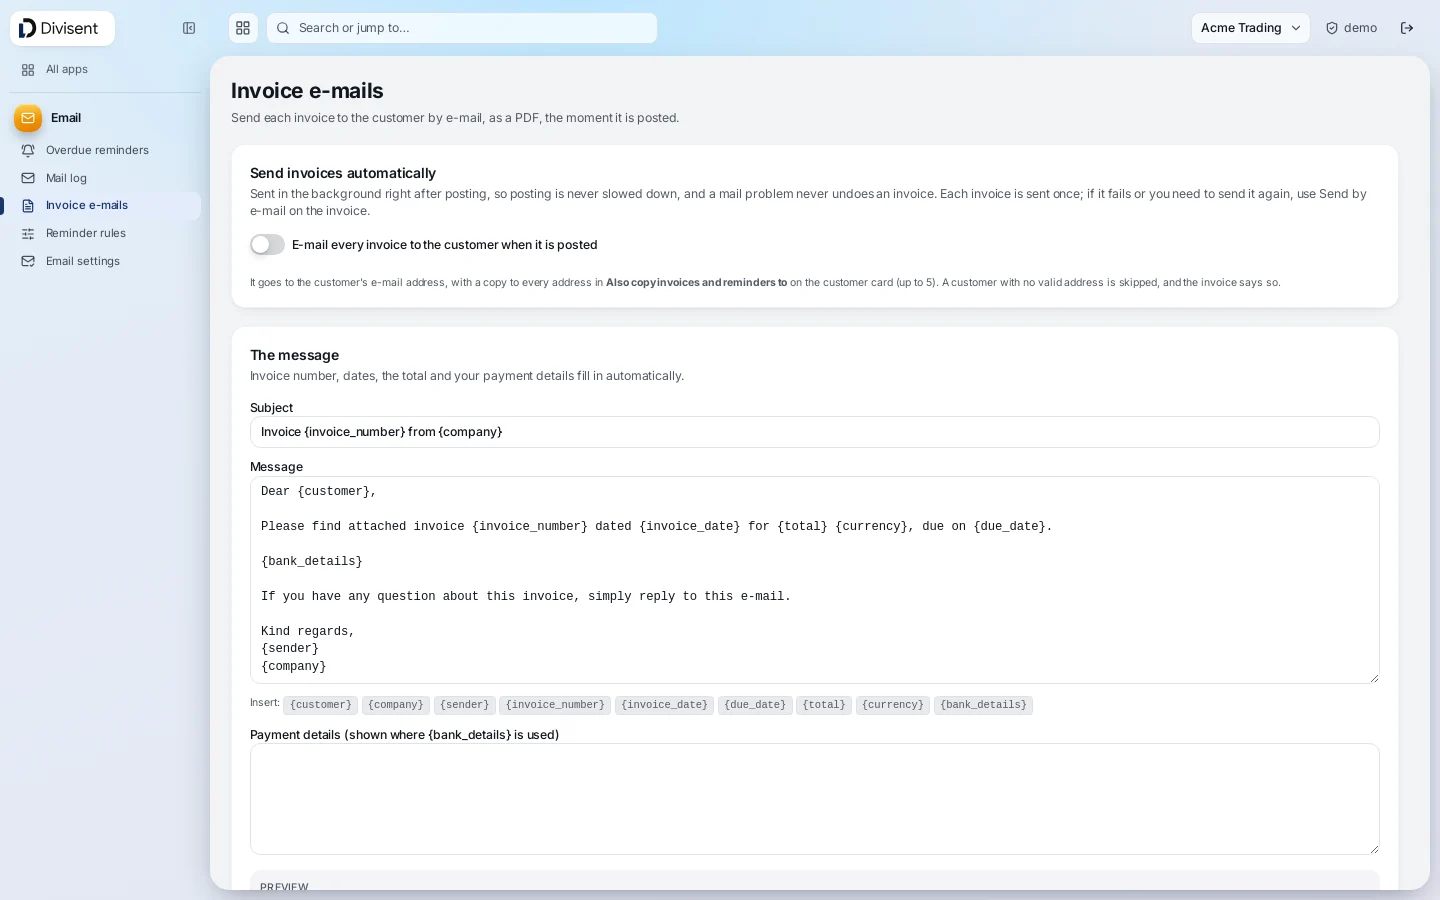 Divisent
Search or jump to...
Acme Trading
demo
All apps
Email
Overdue reminders
Mail log
Invoice e-mails
Reminder rules
Email settings
Invoice e-mails
Send each invoice to the customer by e-mail, as a PDF, the moment it is posted.
Send invoices automatically
Sent in the background right after posting, so posting is never slowed down, and a mail problem never undoes an invoice. Each invoice is sent once; if it fails or you need to send it again, use Send by
e-mail on the invoice.
E-mail every invoice to the customer when it is posted
It goes to the customer's e-mail address, with a copy to every address in Also copy invoices and reminders to on the customer card (up to 5). A customer with no valid address is skipped, and the invoice says so.
The message
Invoice number, dates, the total and your payment details fill in automatically.
Subject
Invoice {invoice_number} from {company}
Message
Dear {customer},
Please find attached invoice {invoice_number} dated {invoice_date} for {total} {currency}, due on {due_date}.
{bank_details}
If you have any question about this invoice, simply reply to this e-mail.
Kind regards,
{sender}
{company}
Insert: {customer} {company} {sender} {invoice_number} {invoice_date} {due_date} {total} {currency} {bank_details}
Payment details (shown where {bank_details} is used)
PREVIEW